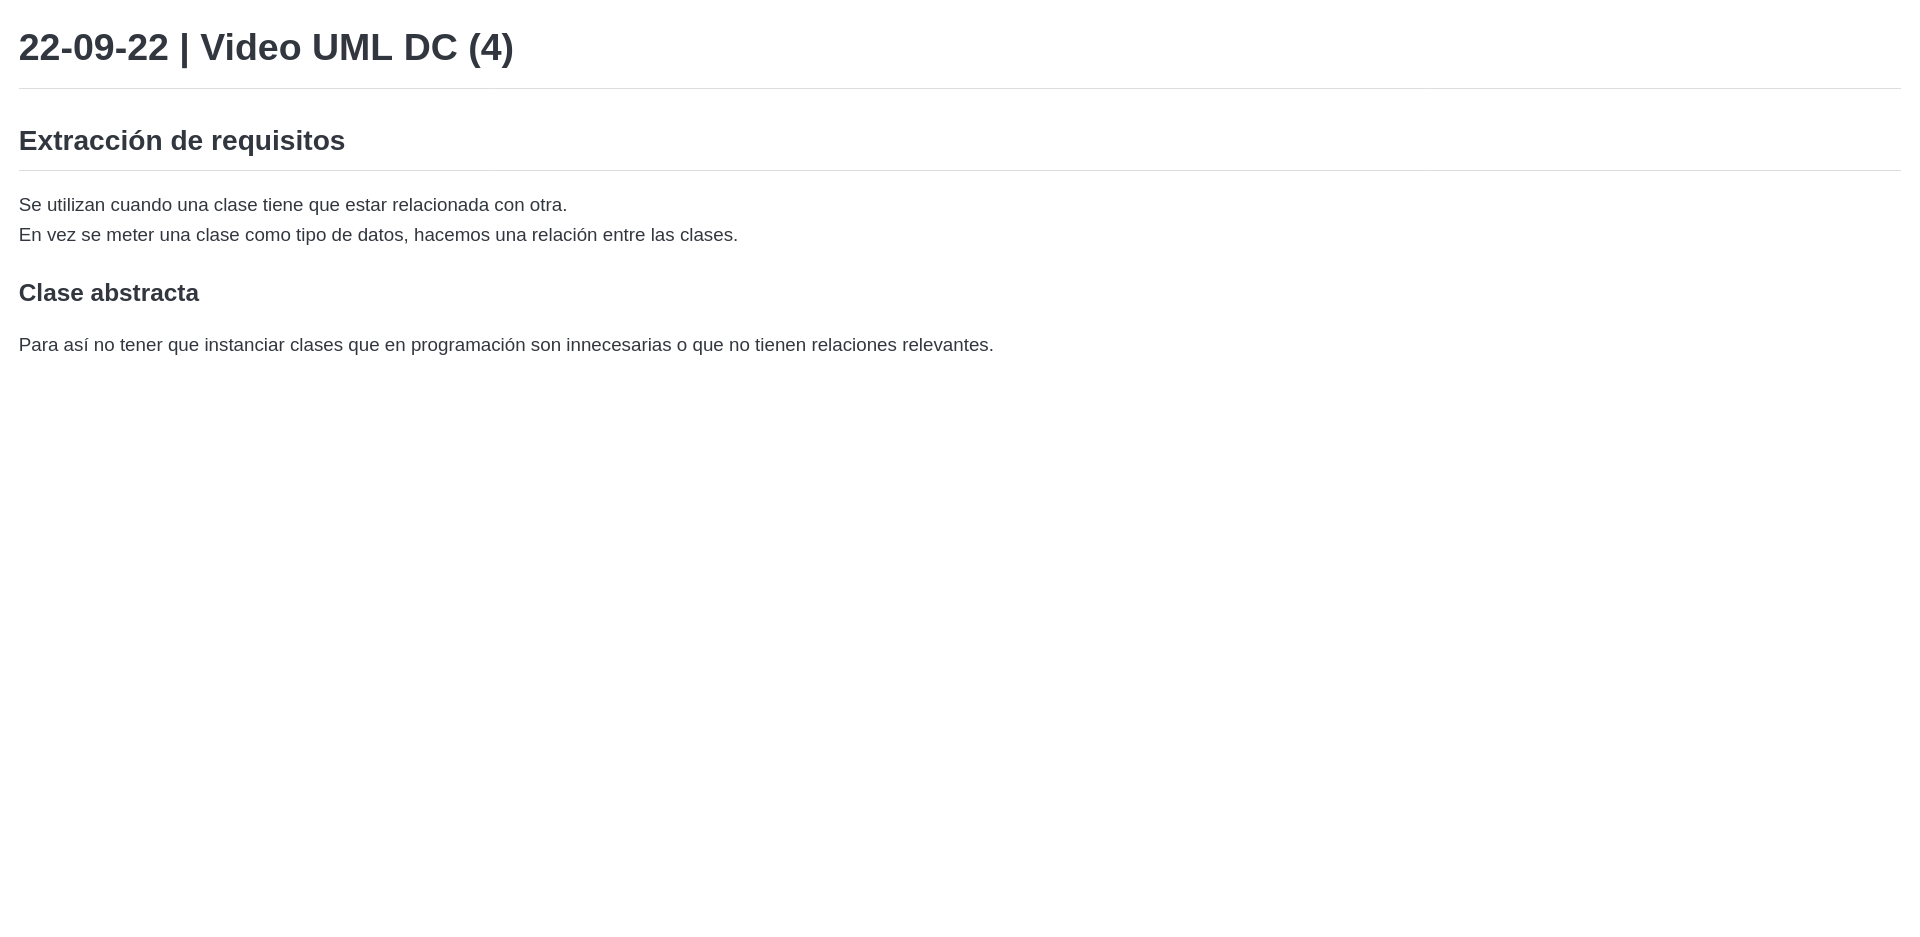 22-09-22 | Video UML DC (4)
Extracción de requisitos
Se utilizan cuando una clase tiene que estar relacionada con otra.
En vez se meter una clase como tipo de datos, hacemos una relación entre las clases.
Clase abstracta
Para así no tener que instanciar clases que en programación son innecesarias o que no tienen relaciones relevantes.